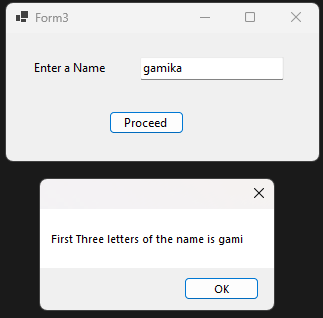 Form3
Enter a Name
gamika
Proceed
First Three letters of the name is gami
OK